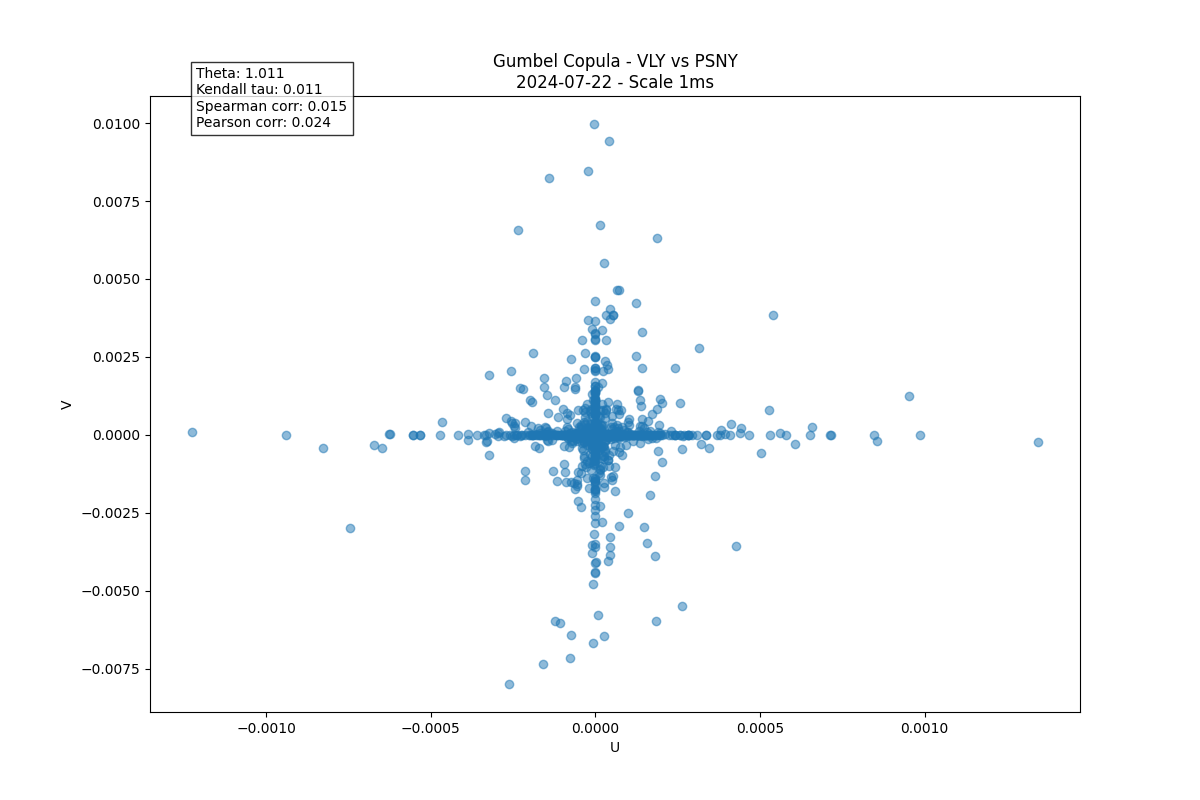 Gumbel Copula - VLY vs PSNY
2024-07-22 - Scale 1ms
Theta: 1.011
Kendall tau: 0.011
Spearman corr: 0.015
Pearson corr: 0.024
0.0100
0.0075
0.0050
0.0025
0.0000
−0.0025
−0.0050
−0.0075
V
−0.0010
−0.0005
0.0000
0.0005
0.0010
U